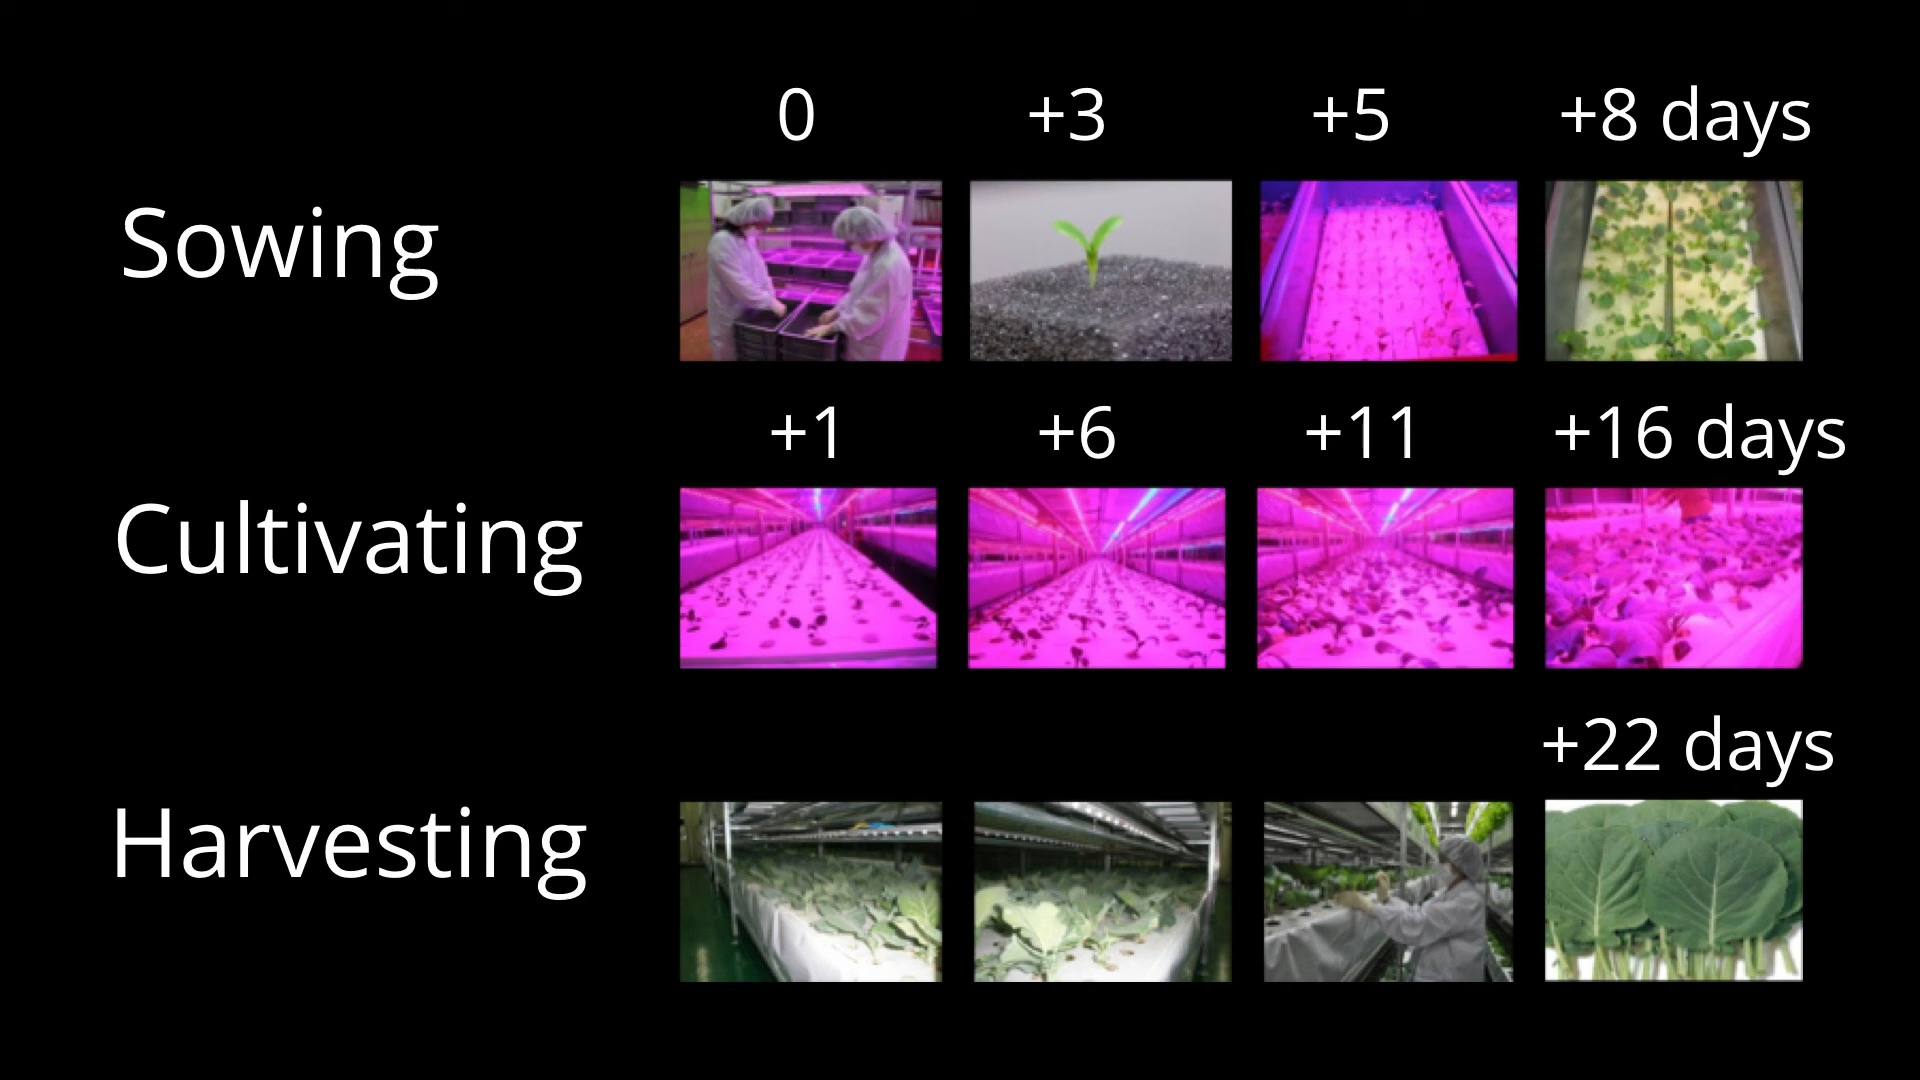 0 +3 +5 +8 days
Sowing
+1 +6 +11 +16 days
Cultivating
+22 days
Harvesting